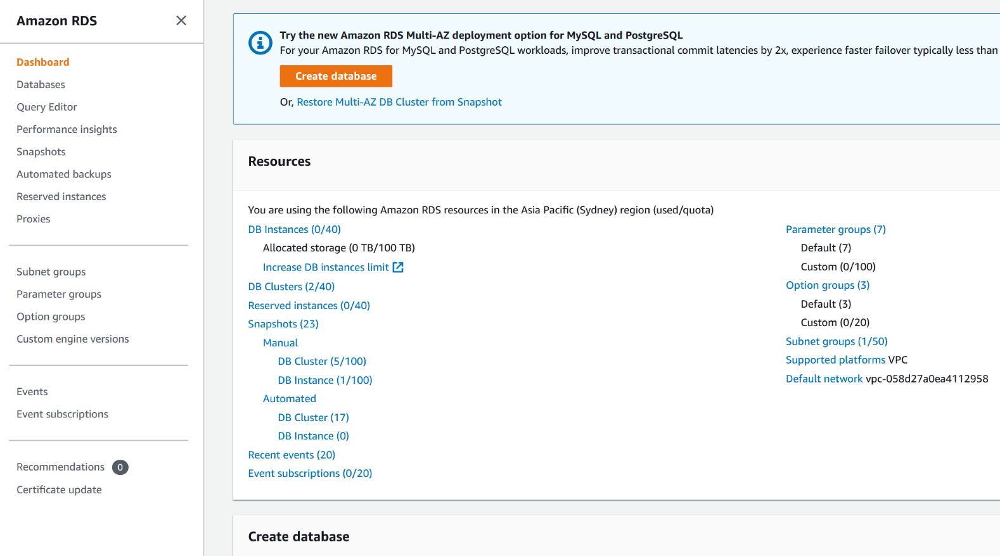 Amazon RDS
Dashboard
Databases
Query Editor
Performance insights
Snapshots
Automated backups
Reserved instances
Proxies
Subnet groups
Parameter groups
Option groups
Custom engine versions
Events
Event subscriptions
Recommendations 0
Certificate update
Try the new Amazon RDS Multi-AZ deployment option for MySQL and PostgreSQL
For your Amazon RDS for MySQL and PostgreSQL workloads, improve transactional commit latencies by 2x, experience faster failover typically less than
Create database
Or, Restore Multi-AZ DB Cluster from Snapshot
Resources
You are using the following Amazon RDS resources in the Asia Pacific (Sydney) region (used/quota)
DB Instances (0/40)
Allocated storage (0 TB/100 TB)
Increase DB instances limit
DB Clusters (2/40)
Reserved instances (0/40)
Snapshots (23)
Manual
DB Cluster (5/100)
DB Instance (1/100)
Automated
DB Cluster (17)
DB Instance (0)
Recent events (20)
Event subscriptions (0/20)
Parameter groups (7)
Default (7)
Custom (0/100)
Option groups (3)
Default (3)
Custom (0/20)
Subnet groups (1/50)
Supported platforms VPC
Default network vpc-058d27a0ea4112958
Create database